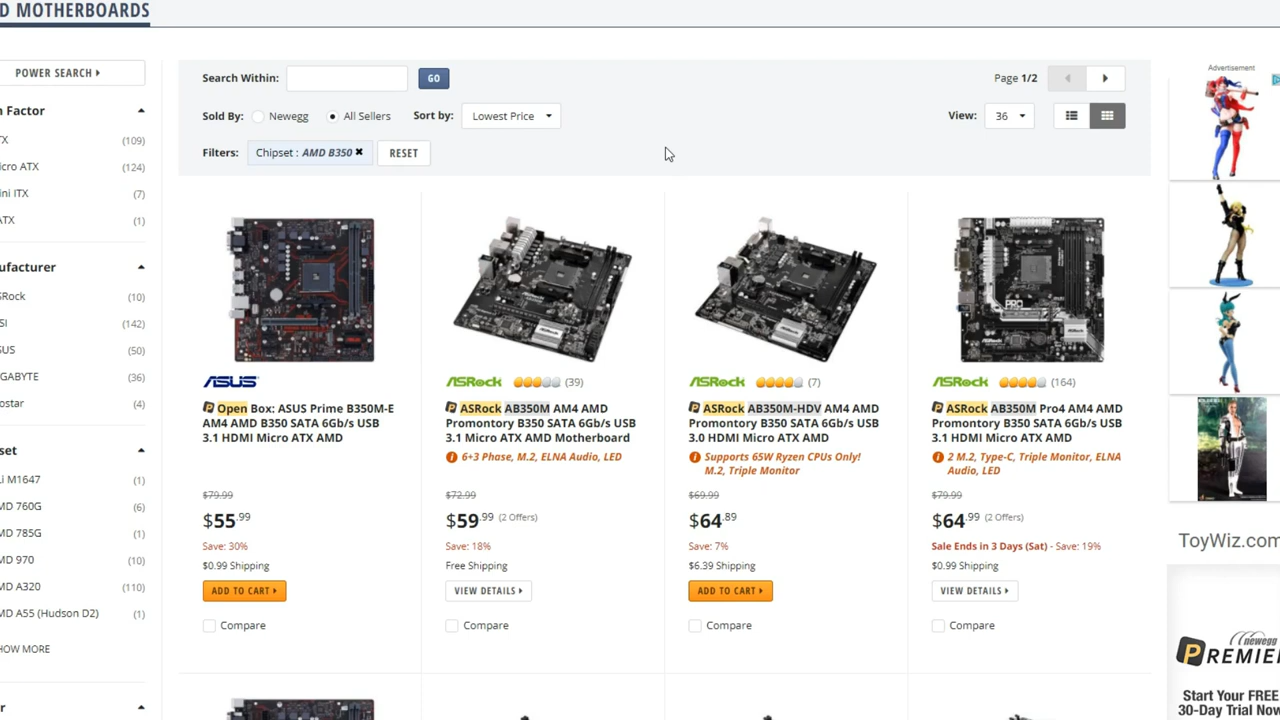 D MOTHERBOARDS
POWER SEARCH
Search Within:
GO
Page 1/2
Sold By: Newegg All Sellers Sort by: Lowest Price
View: 36
Filters: Chipset : AMD B350 ✖ RESET
m Factor
TX (109)
icro ATX (124)
ini ITX (7)
ATX (1)
ufacturer
SRock (10)
SI (142)
SUS (50)
GABYTE (36)
ostar (4)
set
Li M1647 (1)
MD 760G (6)
MD 785G (1)
MD 970 (10)
MD A320 (110)
MD A55 (Hudson D2) (1)
HOW MORE
r
ASUS
Open Box: ASUS Prime B350M-E
AM4 AMD Promontory B350 SATA 6Gb/s USB
3.1 HDMI Micro ATX AMD
$79.99
$55.99
Save: 30%
$0.99 Shipping
ADD TO CART
Compare
ASRock (39)
ASRock AB350M AM4 AMD
Promontory B350 SATA 6Gb/s USB
3.1 Micro ATX AMD Motherboard
6+3 Phase, M.2, ELNA Audio, LED
$72.99
$59.99 (2 Offers)
Save: 18%
Free Shipping
VIEW DETAILS
Compare
ASRock (7)
ASRock AB350M-HDV AM4 AMD
Promontory B350 SATA 6Gb/s USB
3.0 HDMI Micro ATX AMD
Supports 65W Ryzen CPUs Only!
M.2, Triple Monitor
$69.99
$64.89
Save: 7%
$6.39 Shipping
ADD TO CART
Compare
PRO
ASRock
ASRock (164)
ASRock AB350M Pro4 AM4 AMD
Promontory B350 SATA 6Gb/s USB
3.1 HDMI Micro ATX AMD
2 M.2, Type-C, Triple Monitor, ELNA
Audio, LED
$79.99
$64.99 (2 Offers)
Sale Ends in 3 Days (Sat) - Save: 19%
$0.99 Shipping
VIEW DETAILS
Compare
Advertisement
ToyWiz.com
newegg
PREMIE
Start Your FREE
30-Day Trial Now